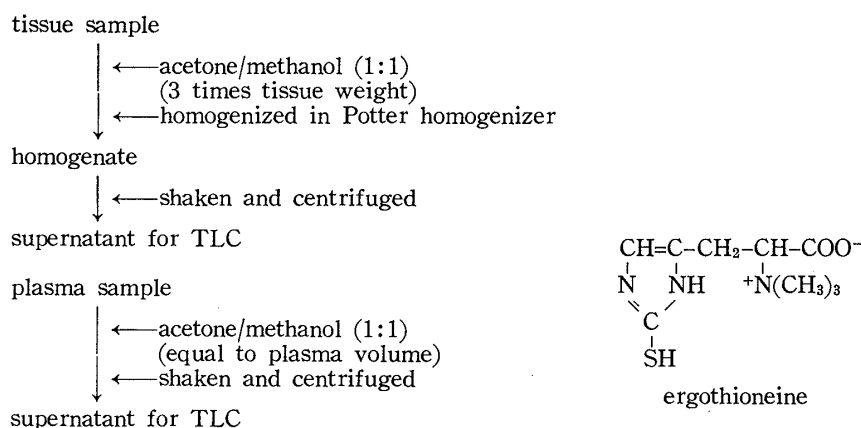 tissue sample
←acetone/methanol (1:1)
(3 times tissue weight)
←homogenized in Potter homogenizer
homogenate
←shaken and centrifuged
supernatant for TLC
plasma sample
←acetone/methanol (1:1)
(equal to plasma volume)
←shaken and centrifuged
supernatant for TLC
CH=C-CH₂-CH-COO⁻
N NH ⁺N(CH₃)₃
C
SH
ergothioneine